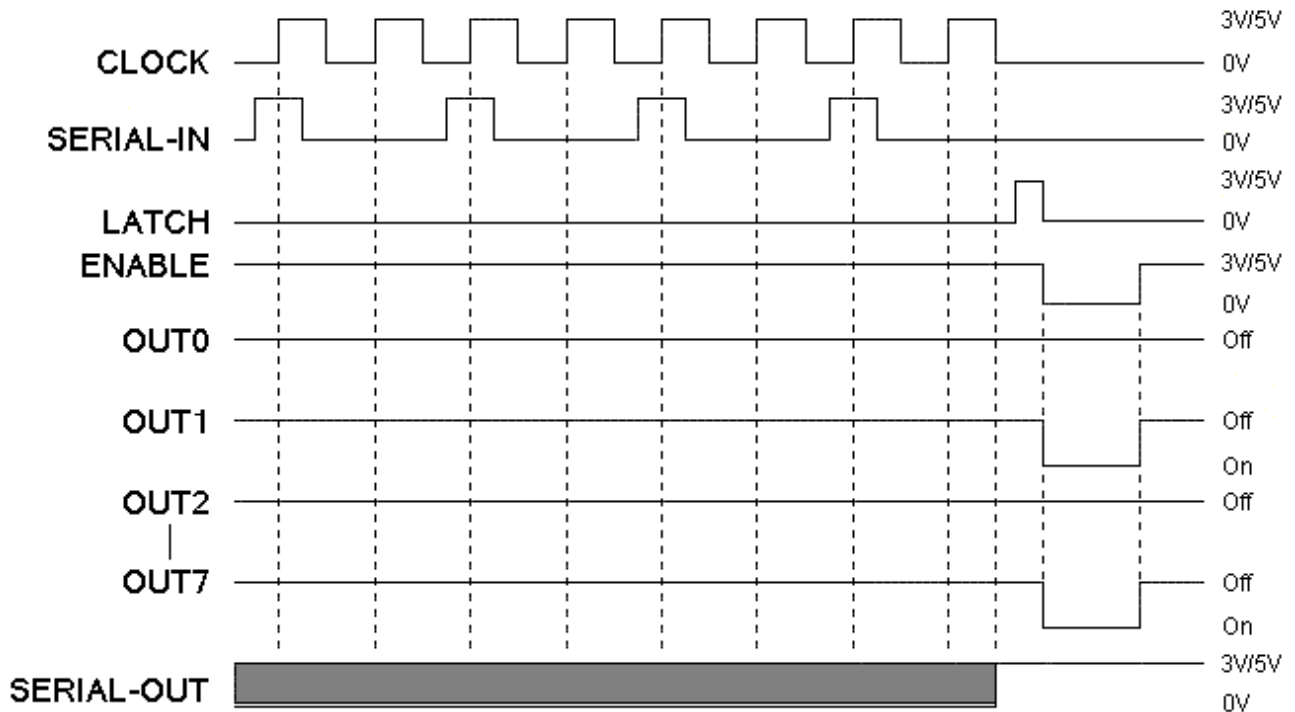 3V/5V
CLOCK 0V
3V/5V
SERIAL-IN 0V
3V/5V
LATCH 0V
ENABLE 3V/5V
0V
OUT0 Off
OUT1 Off
On
OUT2 Off
OUT7 Off
On
3V/5V
SERIAL-OUT 0V